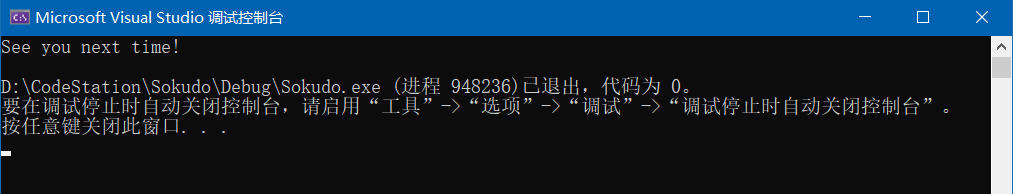 Microsoft Visual Studio 调试控制台
See you next time!
D:\CodeStation\Sokudo\Debug\Sokudo.exe (进程 948236)已退出，代码为 0。
要在调试停止时自动关闭控制台，请启用“工具”->“选项”->“调试”->“调试停止时自动关闭控制台”。
按任意键关闭此窗口. . .